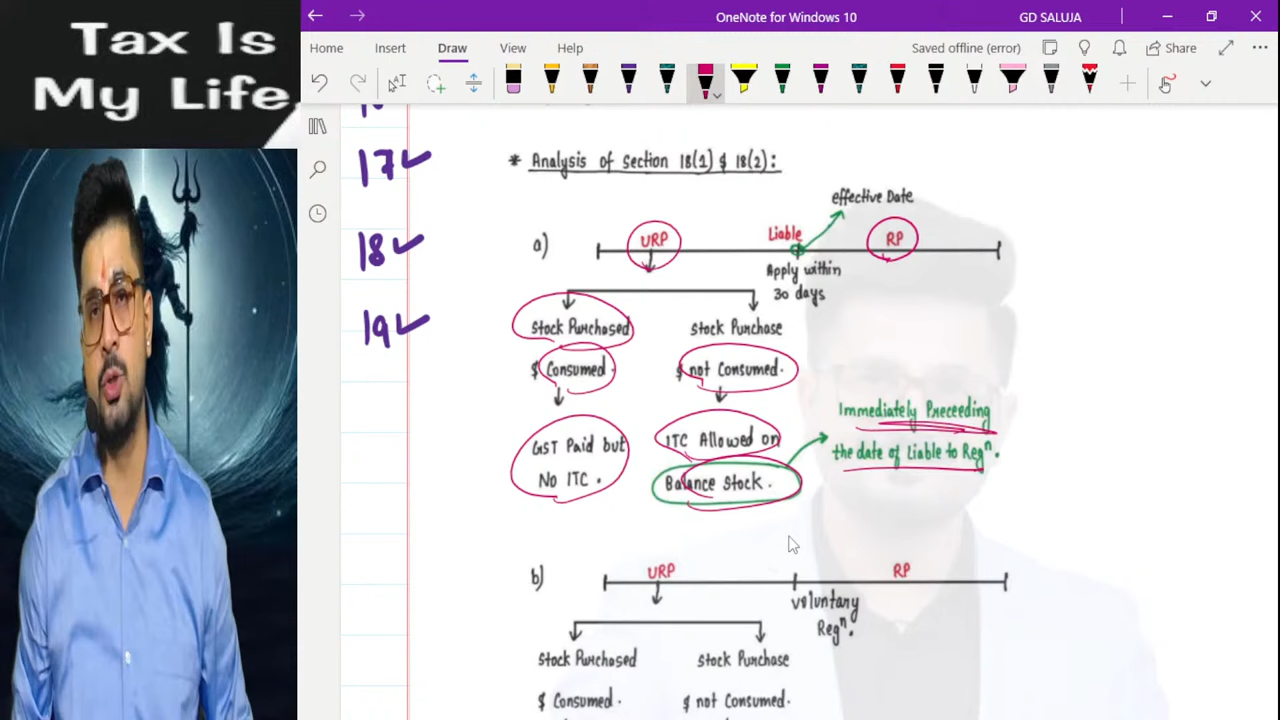 Tax Is
My Life
OneNote for Windows 10
GD SALUJA
Home
Insert
Draw
View
Help
Saved offline (error)
Share
17
18
19
* Analysis of Section 18(1) $ 18(2):
effective Date
a)
URP
Liable
RP
Apply within
30 days
Stock Purchased
$ Consumed.
GST Paid but
No ITC.
Stock Purchase
$ not Consumed.
ITC Allowed on
Balance Stock.
Immediately Preceeding
the date of Liable to Regⁿ.
b)
URP
RP
voluntary
Regⁿ.
Stock Purchased
$ Consumed.
Stock Purchase
$ not Consumed.